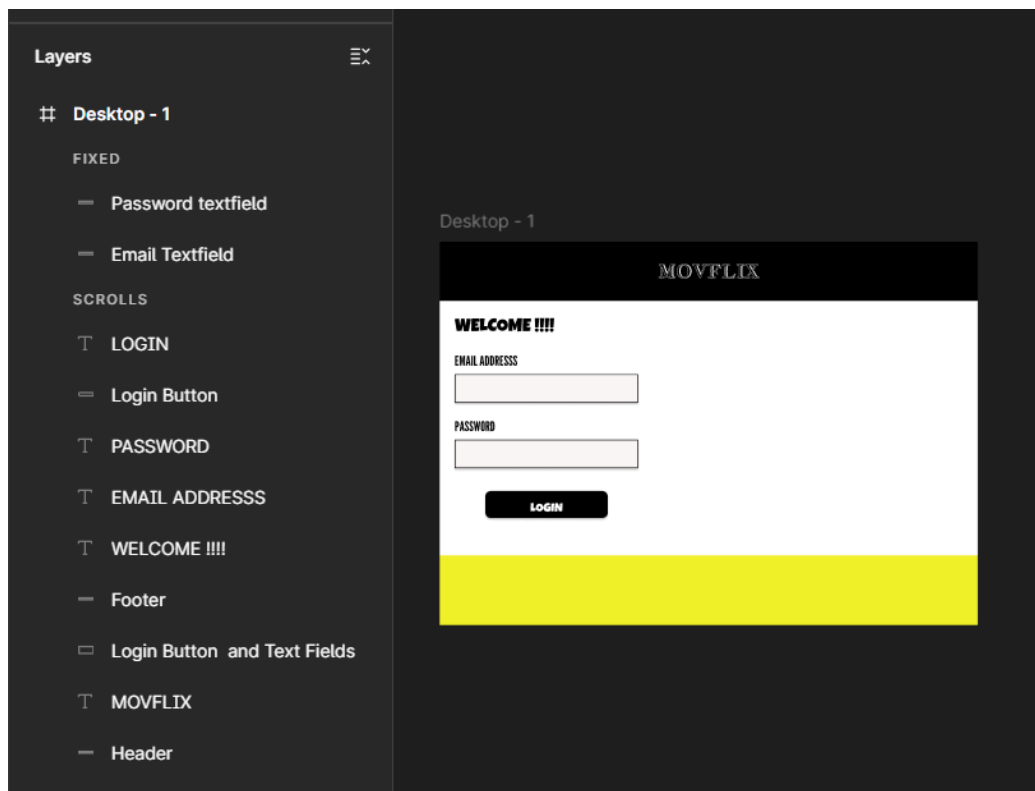 Layers
Desktop - 1
FIXED
Password textfield
Email Textfield
SCROLLS
LOGIN
Login Button
PASSWORD
EMAIL ADDRESSS
WELCOME !!!!
Footer
Login Button  and Text Fields
MOVFLIX
Header
Desktop - 1
MOVFLIX
WELCOME !!!!
EMAIL ADDRESSS
PASSWORD
LOGIN